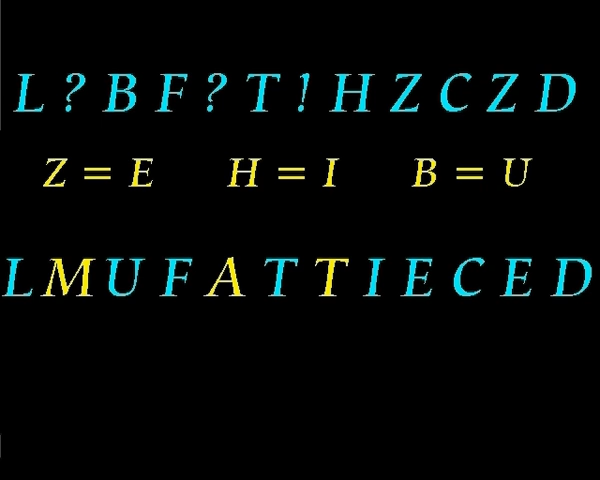 L ? B F ? T ! H Z C Z D
Z = E H = I B = U
L M U F A T T I E C E D